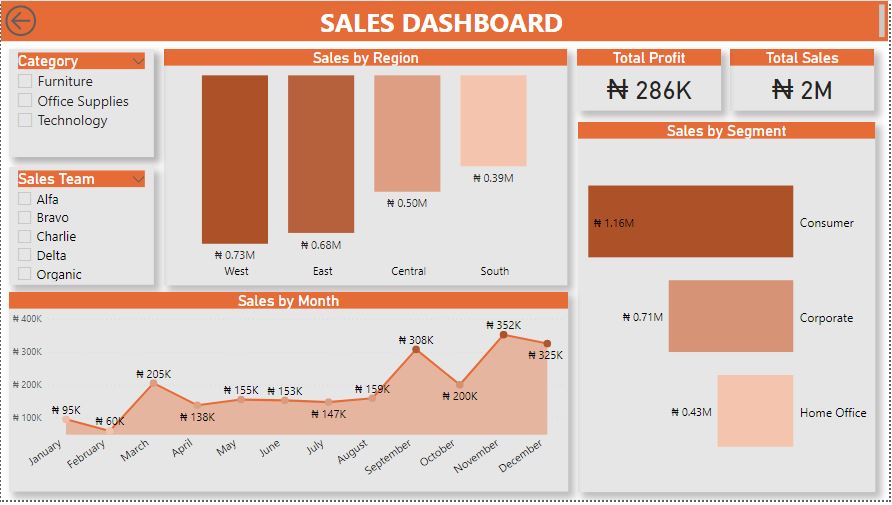 SALES DASHBOARD
Category
Furniture
Office Supplies
Technology
Sales Team
Alfa
Bravo
Charlie
Delta
Organic
Sales by Region
₦ 0.73M
₦ 0.68M
₦ 0.50M
₦ 0.39M
West East Central South
Total Profit
₦ 286K
Total Sales
₦ 2M
Sales by Segment
₦ 1.16M Consumer
₦ 0.71M Corporate
₦ 0.43M Home Office
Sales by Month
₦ 400K
₦ 300K
₦ 200K
₦ 100K
₦ 95K
₦ 60K
₦ 205K
₦ 138K
₦ 155K
₦ 153K
₦ 147K
₦ 159K
₦ 308K
₦ 200K
₦ 352K
₦ 325K
January February March April May June July August September October November December